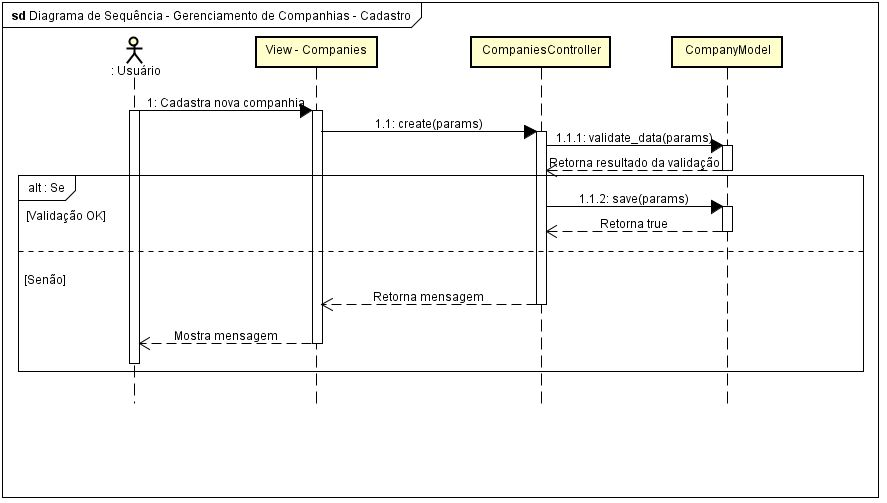 sd Diagrama de Sequência - Gerenciamento de Companhias - Cadastro
: Usuário
View - Companies
CompaniesController
CompanyModel
1: Cadastra nova companhia
1.1: create(params)
1.1.1: validate_data(params)
Retorna resultado da validação
alt : Se
[Validação OK]
1.1.2: save(params)
Retorna true
[Senão]
Retorna mensagem
Mostra mensagem